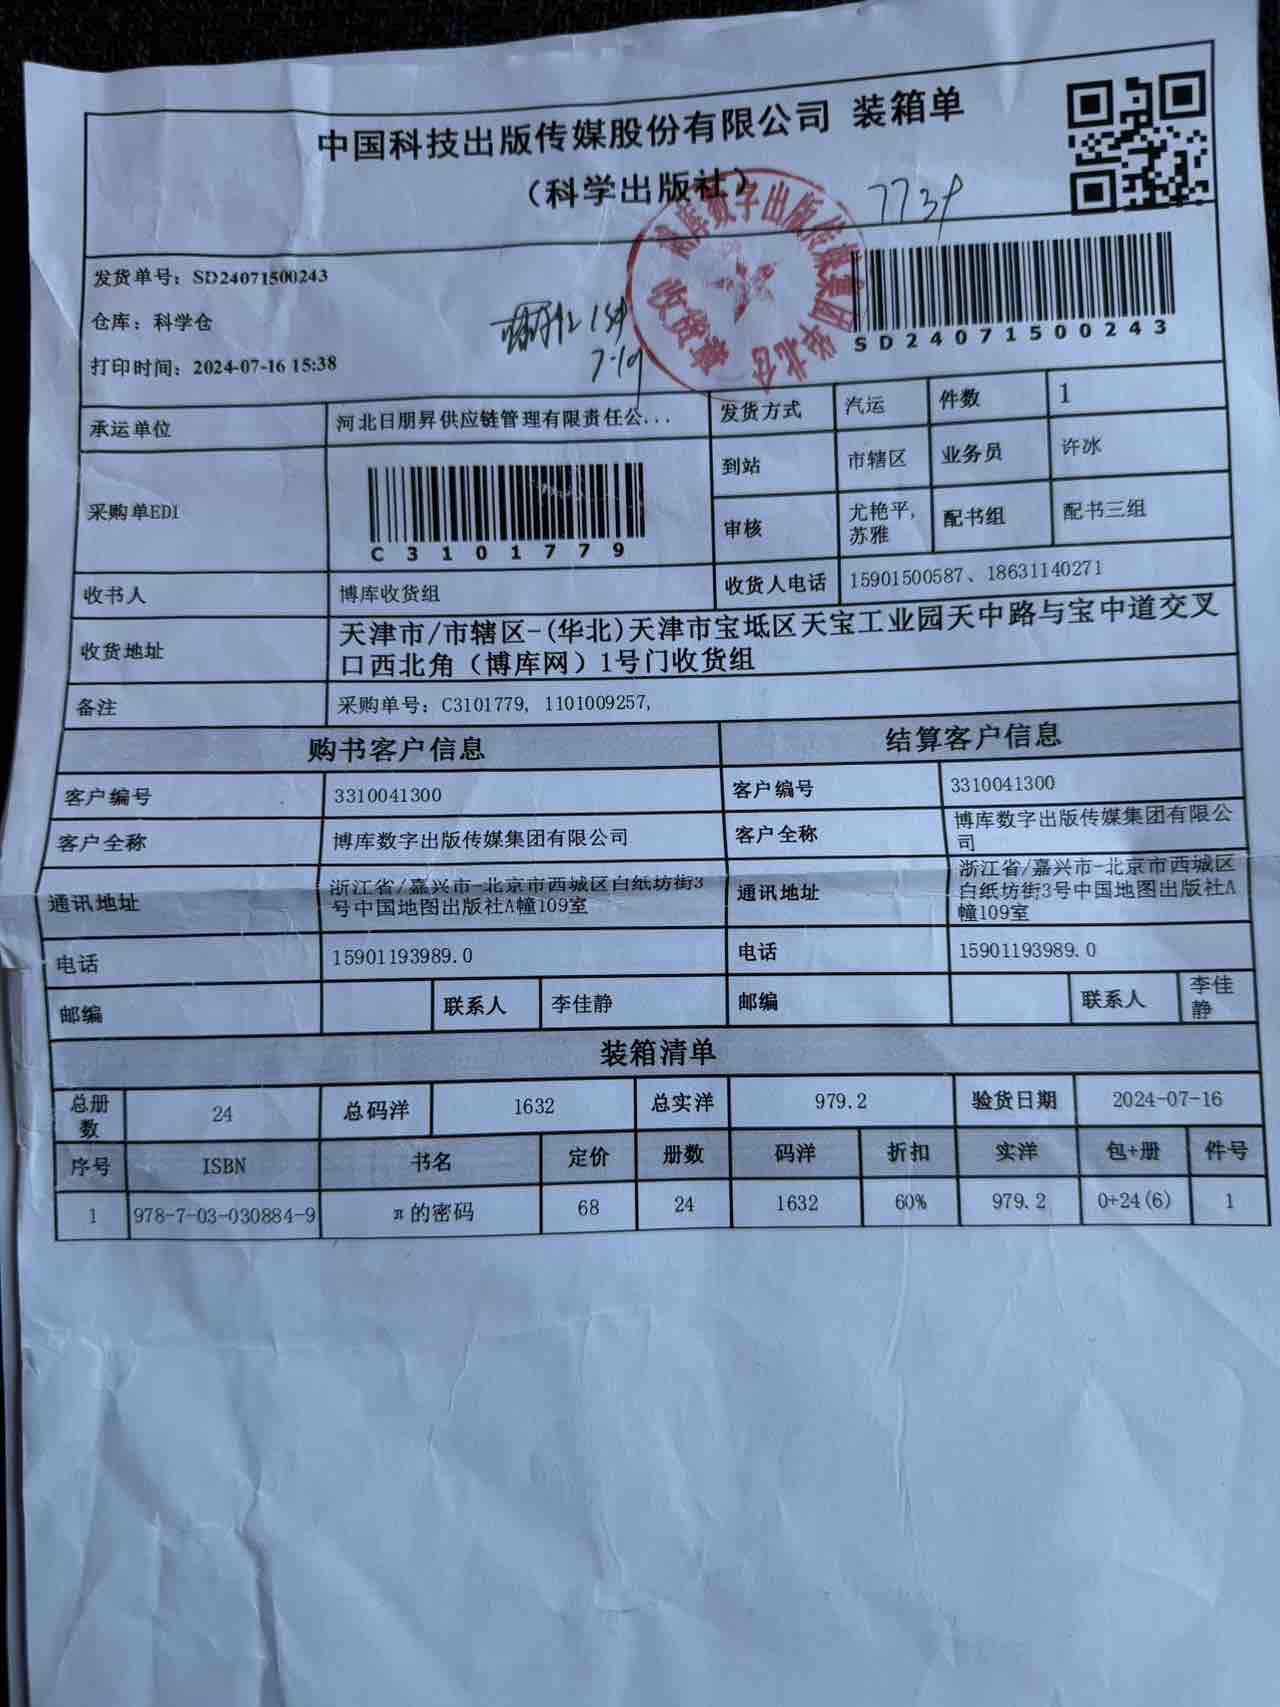 中国科技出版传媒股份有限公司 装箱单
（科学出版社）
773
博库数字出版传媒集团华北仓
收货章
发货单号：SD24071500243
仓库：科学仓
打印时间：2024-07-16 15:38
7-19
SD24071500243
承运单位 河北日朋昇供应链管理有限责任公... 发货方式 汽运 件数 1
采购单EDI C3101779 到站 市辖区 业务员 许冰
审核 尤艳平, 苏雅 配书组 配书三组
收书人 博库收货组 收货人电话 15901500587、18631140271
收货地址 天津市/市辖区-(华北)天津市宝坻区天宝工业园天中路与宝中道交叉
口西北角（博库网）1号门收货组
备注 采购单号：C3101779, 1101009257,
购书客户信息 结算客户信息
客户编号 3310041300 客户编号 3310041300
客户全称 博库数字出版传媒集团有限公司 客户全称 博库数字出版传媒集团有限公司
通讯地址 浙江省/嘉兴市-北京市西城区白纸坊街3号中国地图出版社A幢109室 通讯地址 浙江省/嘉兴市-北京市西城区白纸坊街3号中国地图出版社A幢109室
电话 15901193989.0 电话 15901193989.0
邮编 联系人 李佳静 邮编 联系人 李佳静
装箱清单
总册数 24 总码洋 1632 总实洋 979.2 验货日期 2024-07-16
序号 ISBN 书名 定价 册数 码洋 折扣 实洋 包+册 件号
1 978-7-03-030884-9 π的密码 68 24 1632 60% 979.2 0+24(6) 1